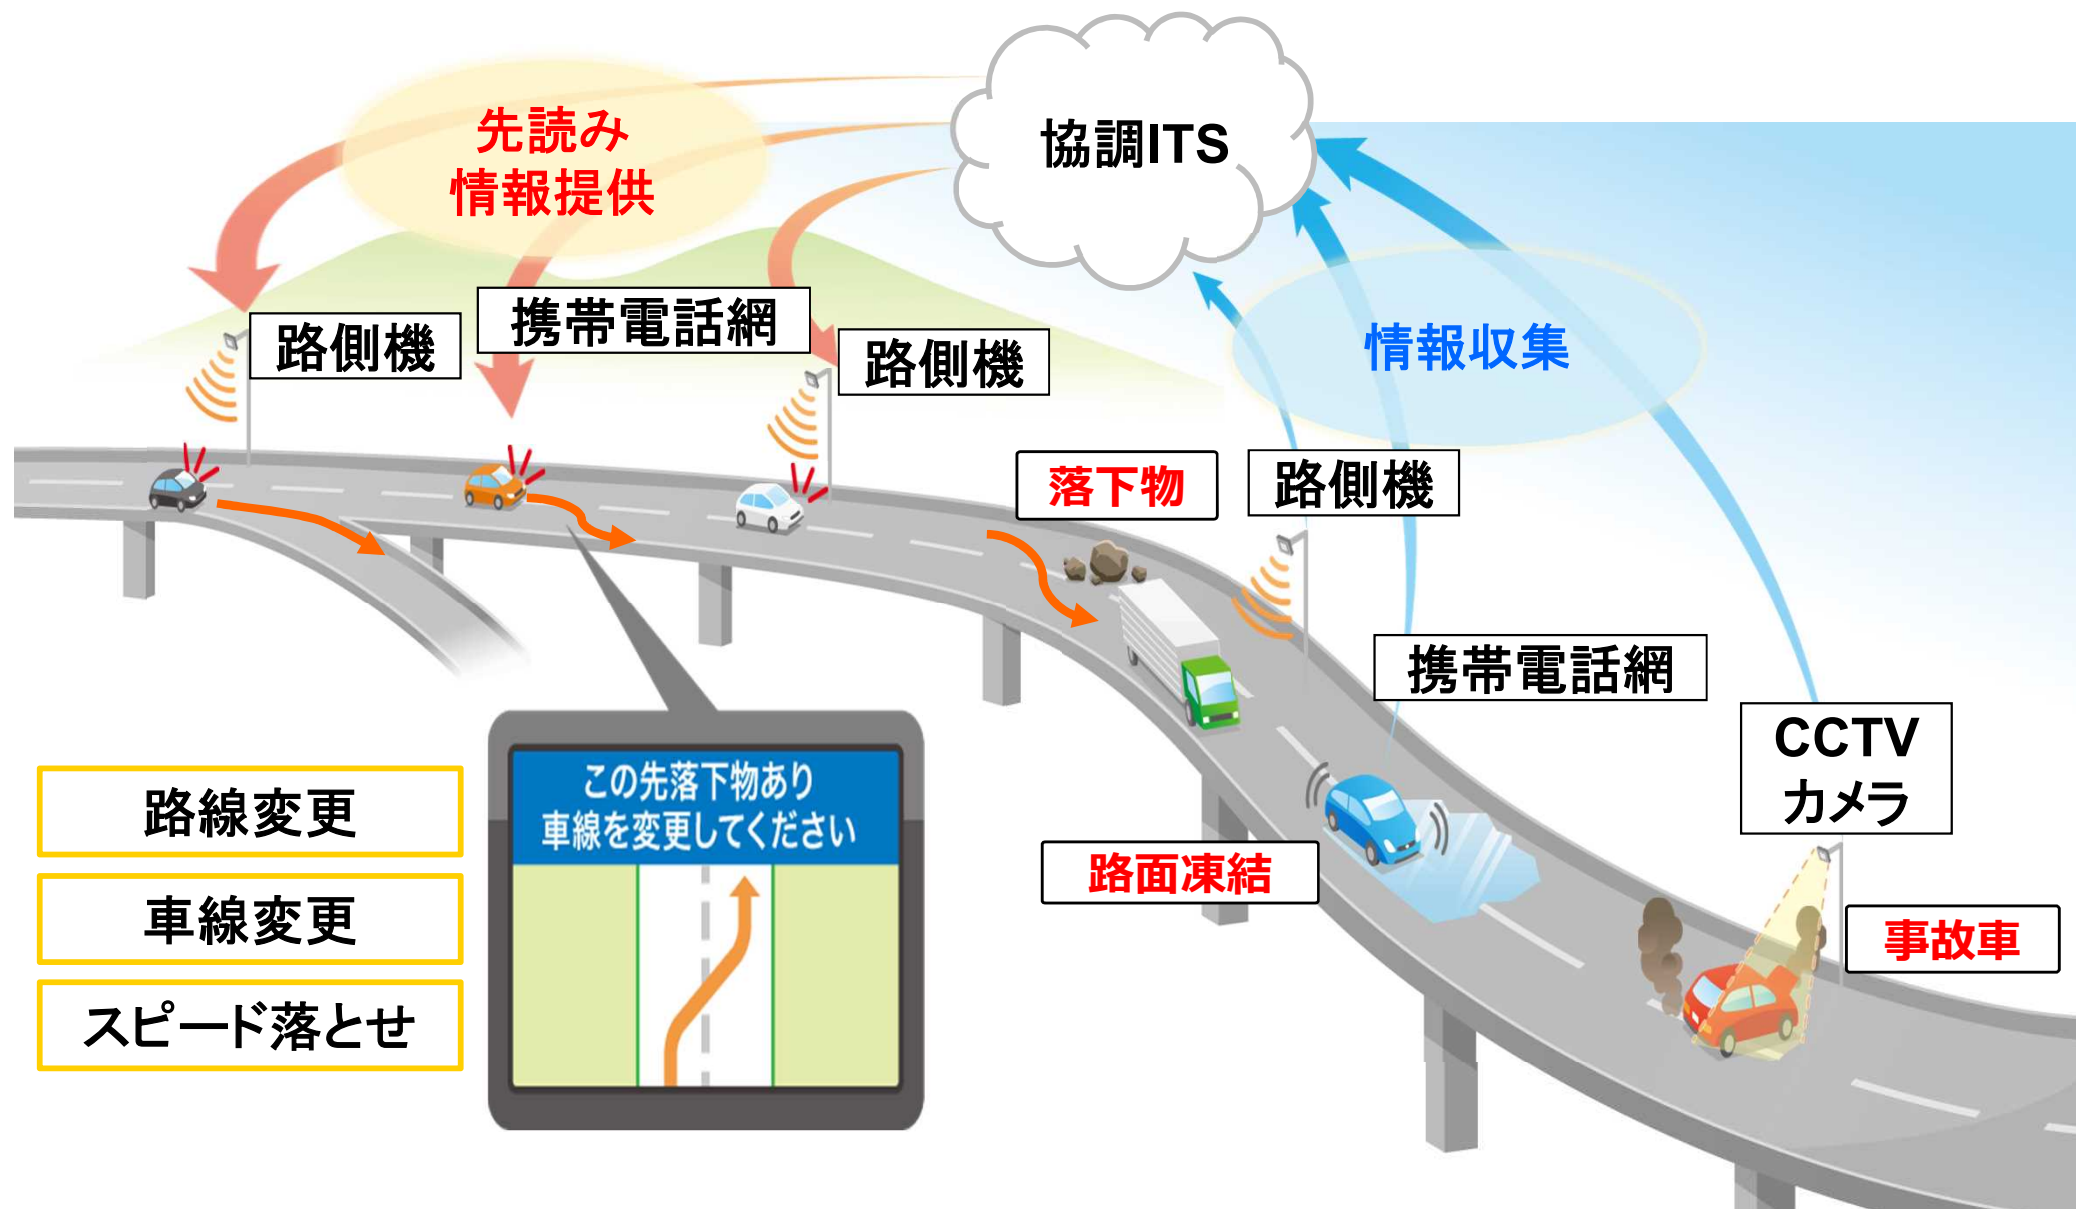 協調ITS
先読み
情報提供
携帯電話網
路側機
路側機
情報収集
落下物
路側機
携帯電話網
CCTV
カメラ
路面凍結
事故車
この先落下物あり
車線を変更してください
路線変更
車線変更
スピード落とせ